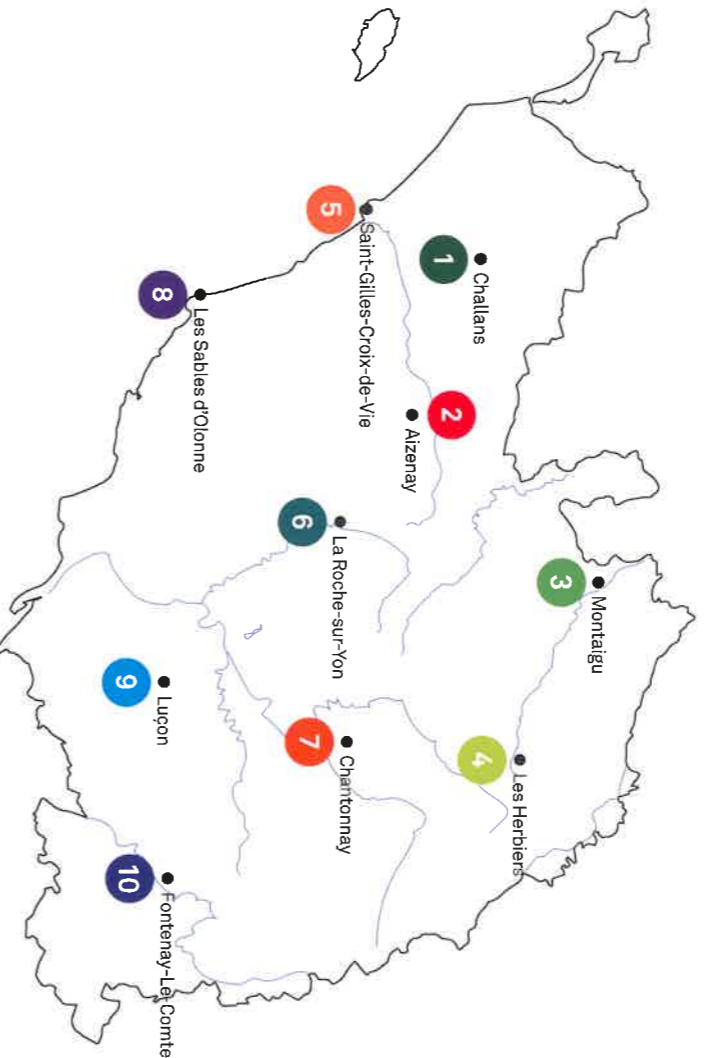 1
Challans
2
Aizenay
3
Montaigu
4
Les Herbiers
5
Saint-Gilles-Croix-de-Vie
6
La Roche-sur-Yon
7
Chantonnay
8
Les Sables d'Olonne
9
Luçon
10
Fontenay-Le-Comte